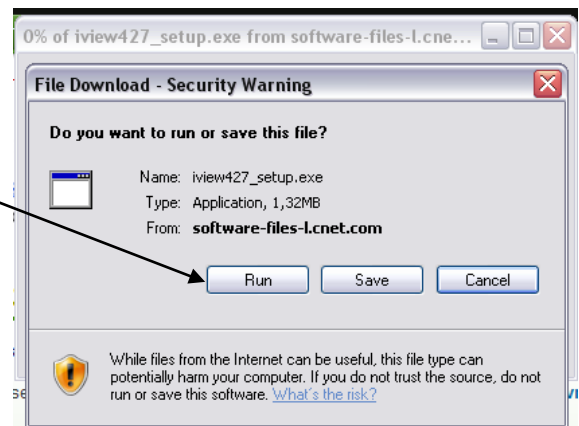 0% of iview427_setup.exe from software-files-l.cne...
File Download - Security Warning
Do you want to run or save this file?
Name: iview427_setup.exe
Type: Application, 1,32MB
From: software-files-l.cnet.com
Run Save Cancel
While files from the Internet can be useful, this file type can
potentially harm your computer. If you do not trust the source, do not
run or save this software. What's the risk?